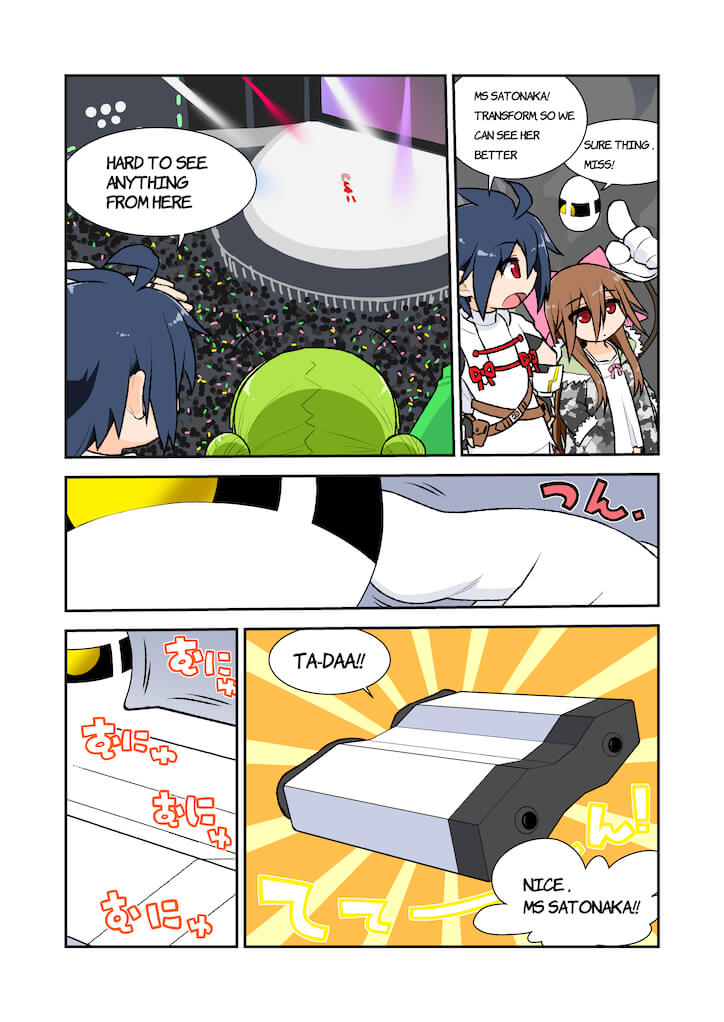 HARD TO SEE
ANYTHING
FROM HERE
MS SATONAKA!
TRANSFORM SO WE
CAN SEE HER
BETTER
SURE THING,
MISS!
つん.
むにゅ
むにゅ
むにゅ
むにゅ
TA-DAA!!
てってーん!
NICE,
MS SATONAKA!!